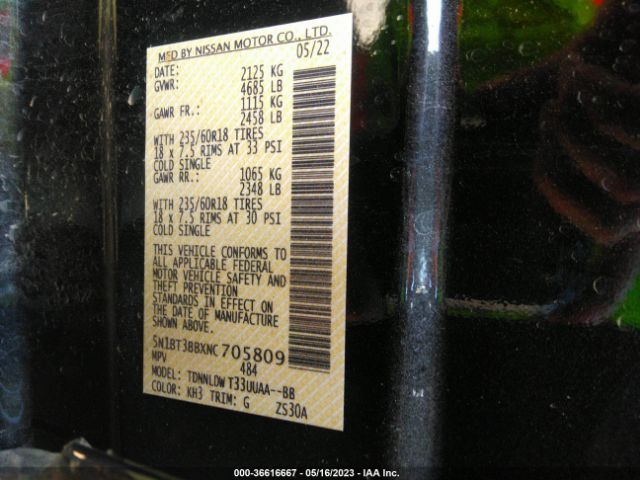 MFD BY NISSAN MOTOR CO., LTD.
DATE: 05/22
GVWR: 2125 KG
4685 LB
GAWR FR.: 1115 KG
2458 LB
WITH 235/60R18 TIRES
18 x 7.5 RIMS AT 33 PSI
COLD SINGLE
GAWR RR.: 1065 KG
2348 LB
WITH 235/60R18 TIRES
18 x 7.5 RIMS AT 30 PSI
COLD SINGLE
THIS VEHICLE CONFORMS TO
ALL APPLICABLE FEDERAL
MOTOR VEHICLE SAFETY AND
THEFT PREVENTION
STANDARDS IN EFFECT ON
THE DATE OF MANUFACTURE
SHOWN ABOVE.
5N1BT3BBXNC705809
MPV 484
MODEL: TDNNLDW T33UUAA--BB
COLOR: KH3 TRIM: G ZS30A
000-36616667 - 05/16/2023 - IAA Inc.